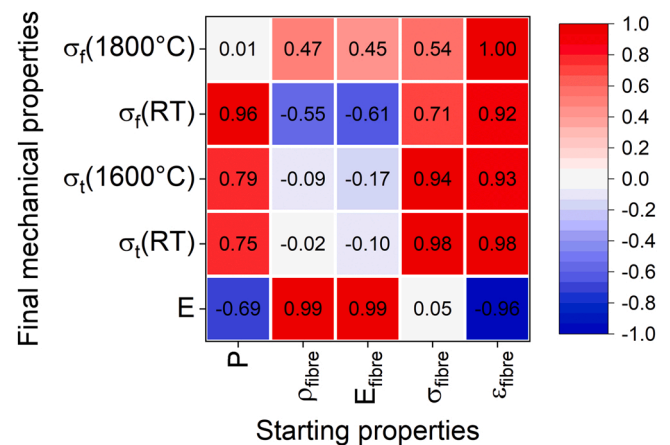 Final mechanical properties
σf(1800°C) 0.01 0.47 0.45 0.54 1.00
σf(RT) 0.96 -0.55 -0.61 0.71 0.92
σt(1600°C) 0.79 -0.09 -0.17 0.94 0.93
σt(RT) 0.75 -0.02 -0.10 0.98 0.98
E -0.69 0.99 0.99 0.05 -0.96
P ρfibre Efibre σfibre εfibre
Starting properties
1.0
0.8
0.6
0.4
0.2
0.0
-0.2
-0.4
-0.6
-0.8
-1.0